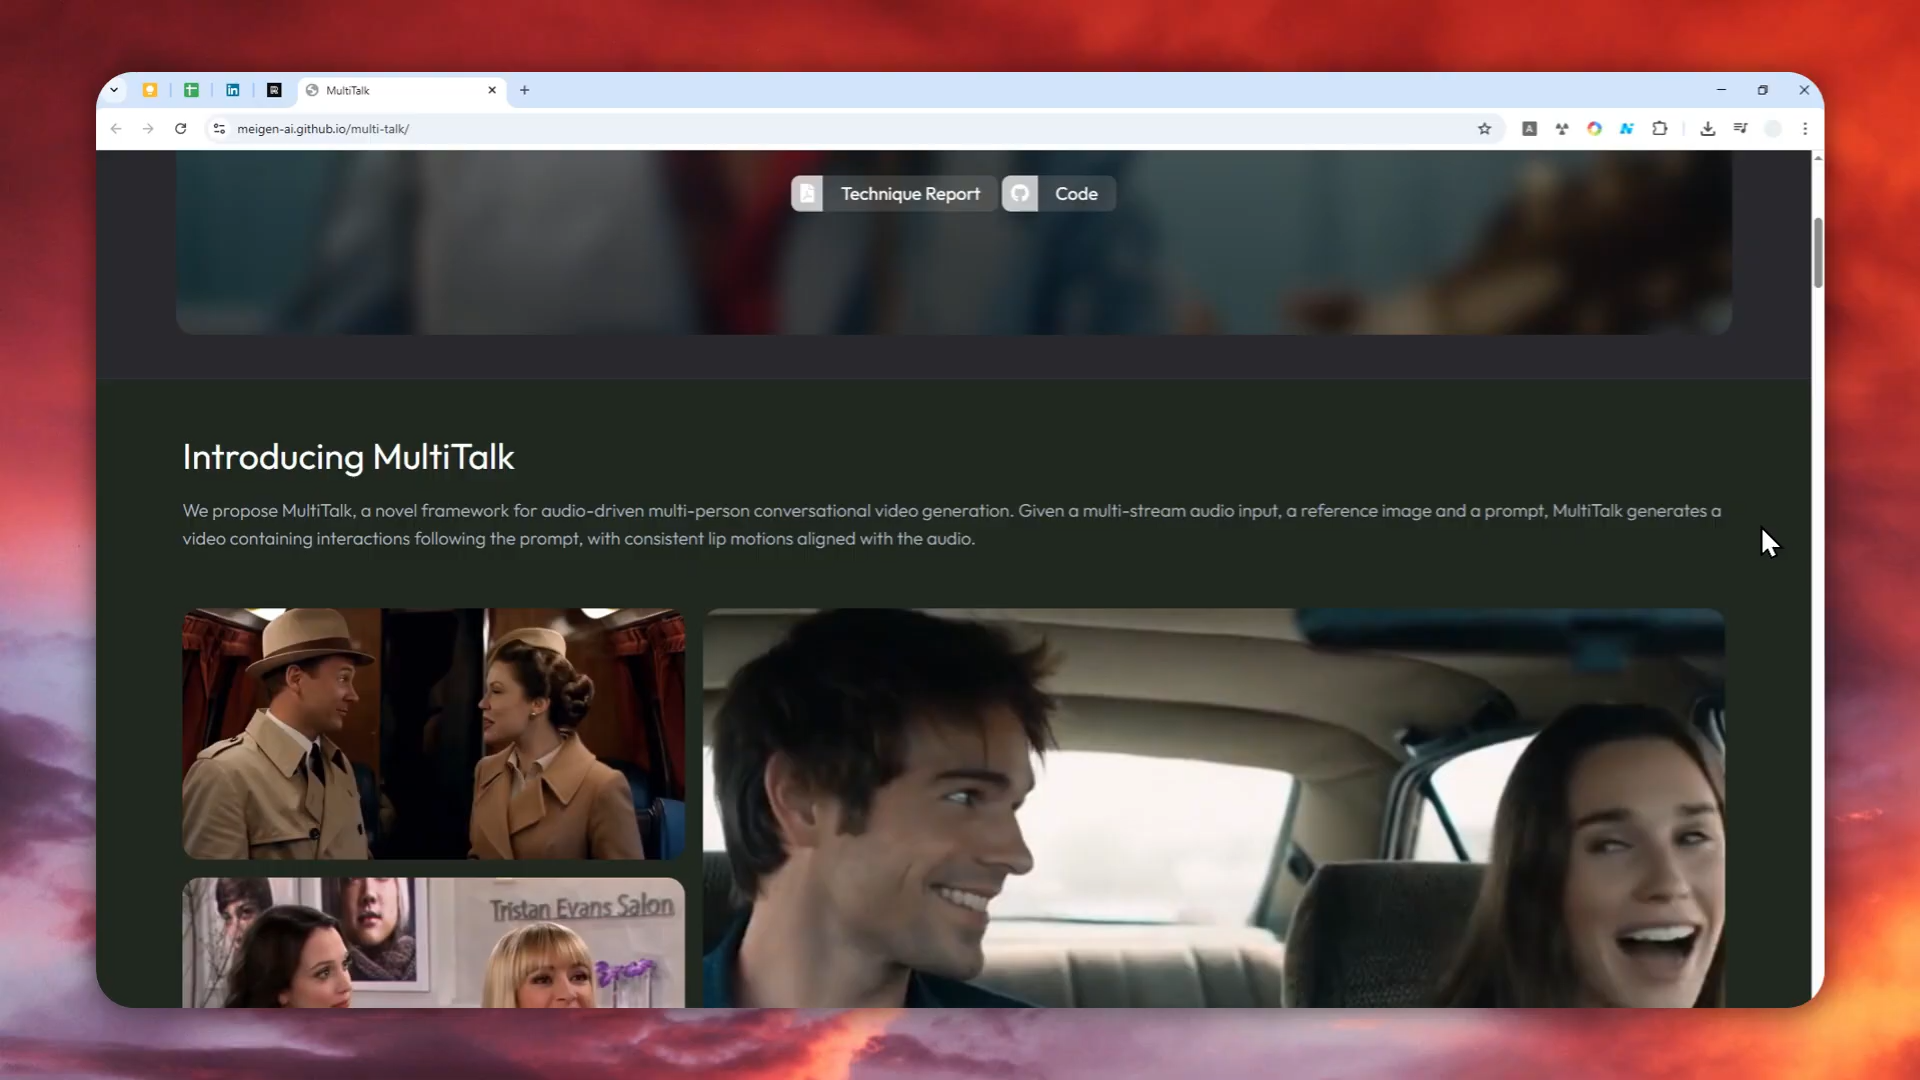 MultiTalk
meigen-ai.github.io/multi-talk/
Technique Report
Code
Introducing MultiTalk
We propose MultiTalk, a novel framework for audio-driven multi-person conversational video generation. Given a multi-stream audio input, a reference image and a prompt, MultiTalk generates a
video containing interactions following the prompt, with consistent lip motions aligned with the audio.
Tristan Evans Salon